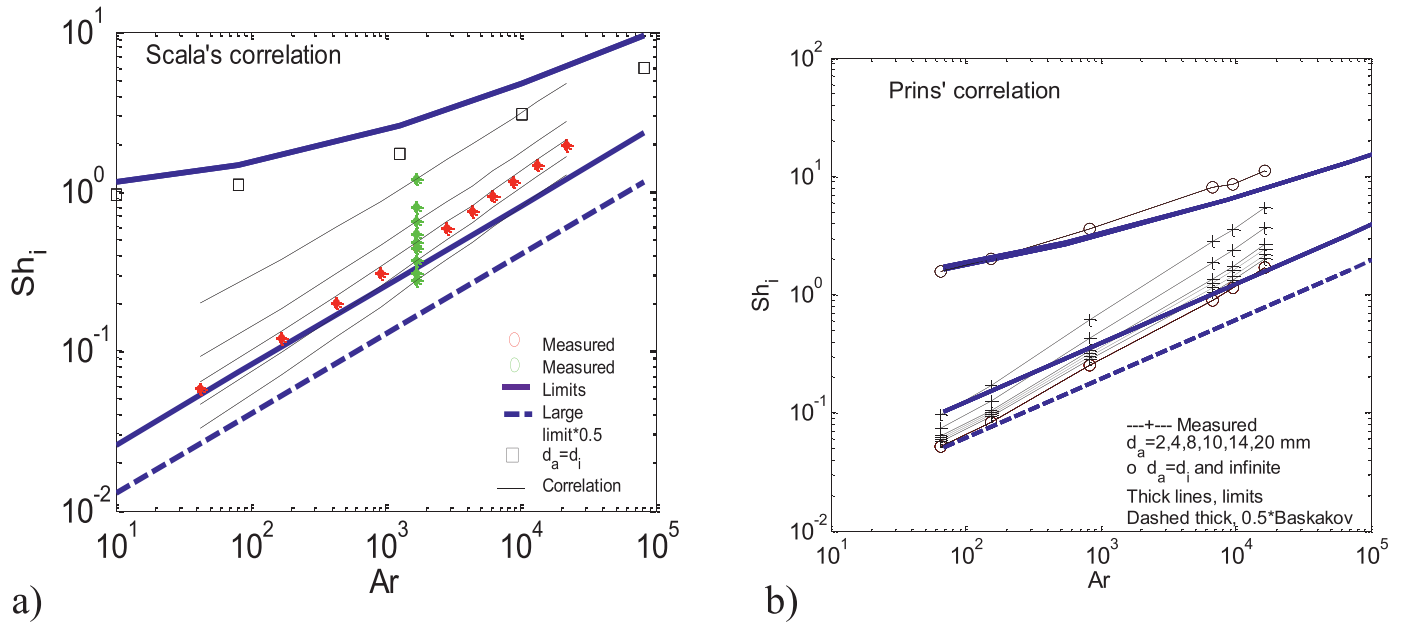 Scala's correlation
10^1
10^0
10^-1
10^-2
Sh_i
10^1
10^2
10^3
10^4
10^5
Ar
Measured
Measured
Limits
Large
limit*0.5
d_a=d_i
Correlation
a)
Prins' correlation
10^2
10^1
10^0
10^-1
10^-2
Sh_i
10^1
10^2
10^3
10^4
10^5
Ar
---+--- Measured
d_a=2,4,8,10,14,20 mm
o d_a=d_i and infinite
Thick lines, limits
Dashed thick, 0.5*Baskakov
b)